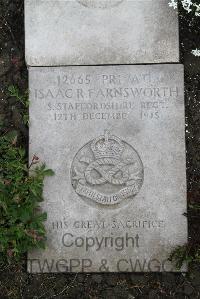 12665 PRIVATE
ISAAC R FARNSWORTH
S. STAFFORDSHIRE REGT.
12TH DECEMBER 1915
HIS GREAT SACRIFICE
Copyright
TWGPP & CWGC